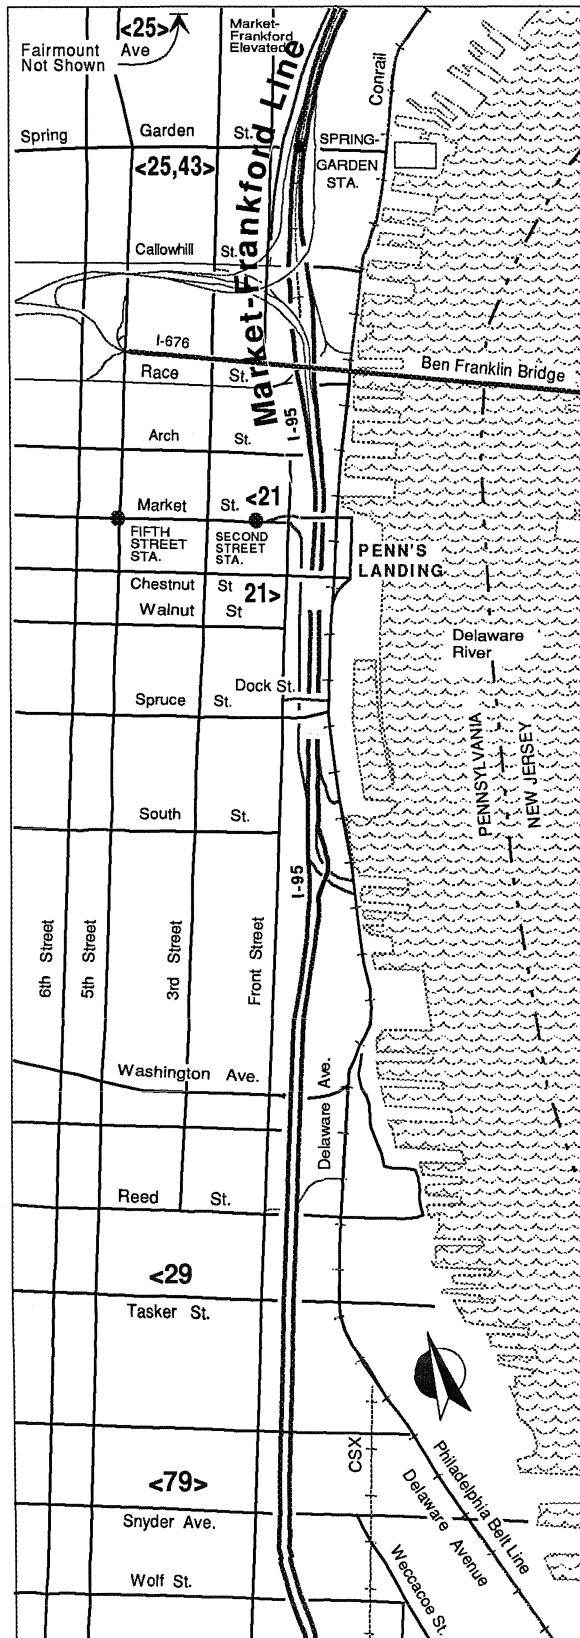 <25>
Ave
Fairmount
Not Shown
Market-
Frankford
Elevated
Market-Frankford Line
Conrail
Spring Garden St.
<25,43>
SPRING-
GARDEN
STA.
Callowhill St.
I-676
Ben Franklin Bridge
Race St.
I-95
Arch St.
Market St. <21
FIFTH
STREET
STA.
SECOND
STREET
STA.
PENN'S
LANDING
Chestnut St 21>
Walnut St
Delaware
River
Dock St.
Spruce St.
PENNSYLVANIA
NEW JERSEY
South St.
I-95
6th Street
5th Street
3rd Street
Front Street
Washington Ave.
Delaware Ave.
Reed St.
<29
Tasker St.
CSX
Philadelphia Belt Line
Delaware Avenue
<79>
Snyder Ave.
Weccacoe St.
Wolf St.